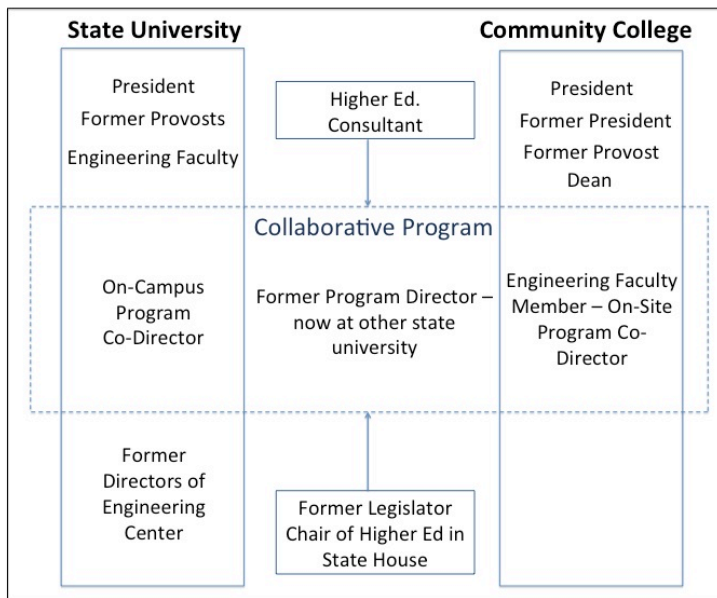 State University
Community College
President
Former Provosts
Engineering Faculty
Higher Ed.
Consultant
President
Former President
Former Provost
Dean
Collaborative Program
On-Campus
Program
Co-Director
Former Program Director –
now at other state
university
Engineering Faculty
Member – On-Site
Program Co-
Director
Former
Directors of
Engineering
Center
Former Legislator
Chair of Higher Ed in
State House